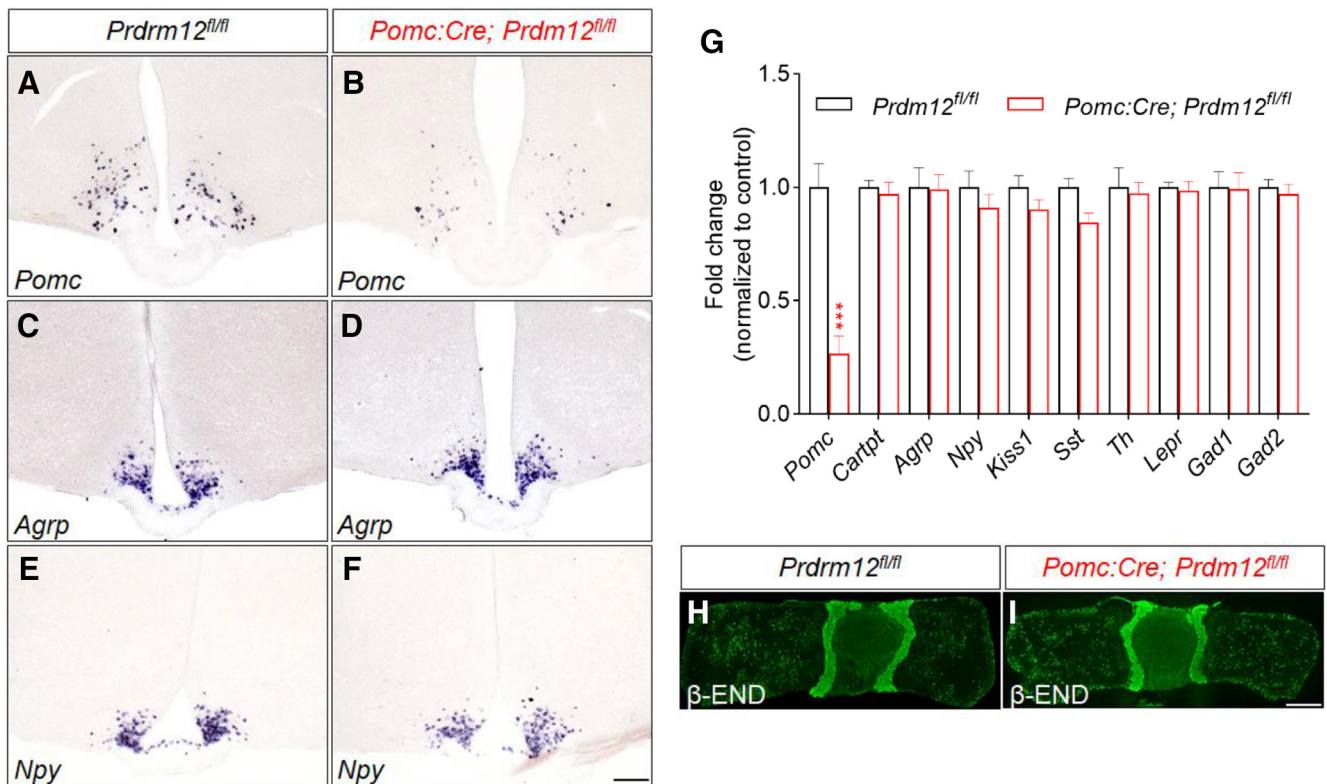 Prdrm12fl/fl
Pomc:Cre; Prdm12fl/fl
A
Pomc
B
Pomc
C
Agrp
D
Agrp
E
Npy
F
Npy
G
1.5
1.0
0.5
0.0
Fold change
(normalized to control)
Prdm12fl/fl
Pomc:Cre; Prdm12fl/fl
***
Pomc
Cartpt
Agrp
Npy
Kiss1
Sst
Th
Lepr
Gad1
Gad2
Prdrm12fl/fl
Pomc:Cre; Prdm12fl/fl
H
β-END
I
β-END